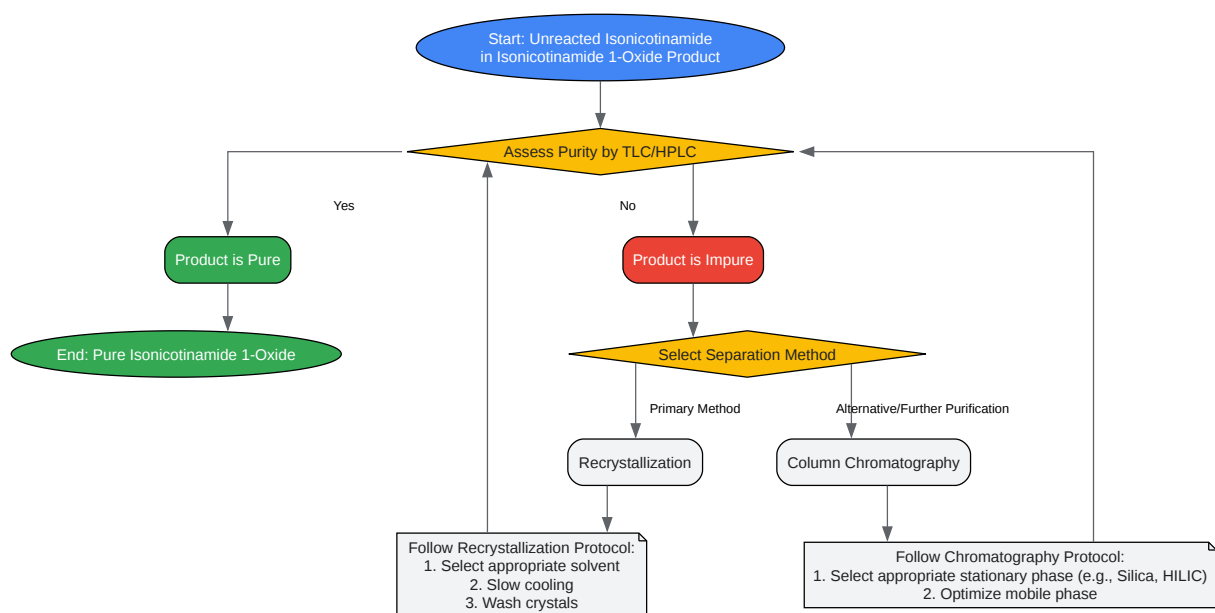 Start: Unreacted Isonicotinamide
in Isonicotinamide 1-Oxide Product
Assess Purity by TLC/HPLC
Yes
No
Product is Pure
Product is Impure
End: Pure Isonicotinamide 1-Oxide
Select Separation Method
Primary Method
Alternative/Further Purification
Recrystallization
Column Chromatography
Follow Recrystallization Protocol:
1. Select appropriate solvent
2. Slow cooling
3. Wash crystals
Follow Chromatography Protocol:
1. Select appropriate stationary phase (e.g., Silica, HILIC)
2. Optimize mobile phase